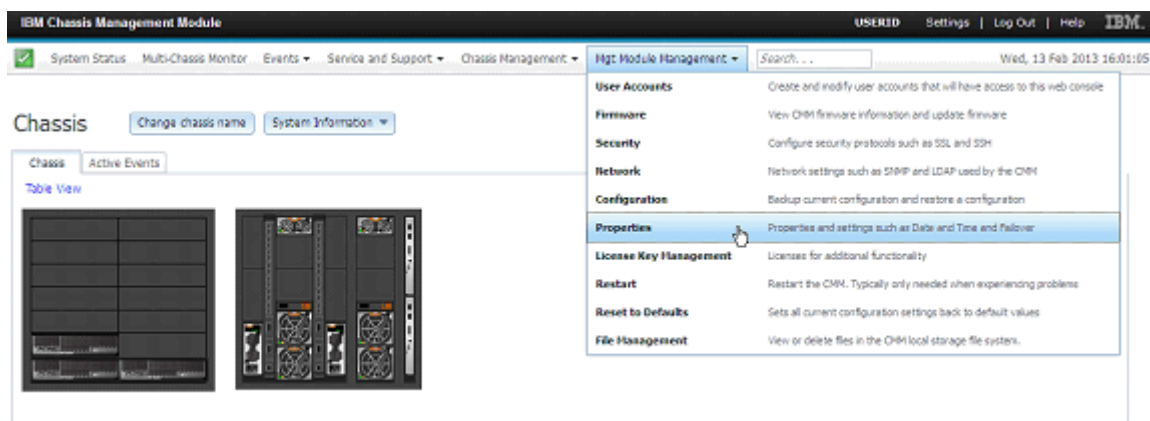 IBM Chassis Management Module USERID Settings | Log Out | Help IBM.
System Status Multi-Chassis Monitor Events Service and Support Chassis Management Mgt Module Management Search... Wed, 13 Feb 2013 16:01:05
User Accounts Create and modify user accounts that will have access to this web console
Firmware View CMM firmware information and update firmware
Chassis Change chassis name System Information
Security Configure security protocols such as SSL and SSH
Chassis Active Events
Network Network settings such as SNMP and LDAP used by the CMM
Table View
Configuration Backup current configuration and restore a configuration
Properties Properties and settings such as Date and Time and Failover
License Key Management Licenses for additional functionality
Restart Restart the CMM. Typically only needed when experiencing problems
Reset to Defaults Sets all current configuration settings back to default values
File Management View or delete files in the CMM local storage file system.